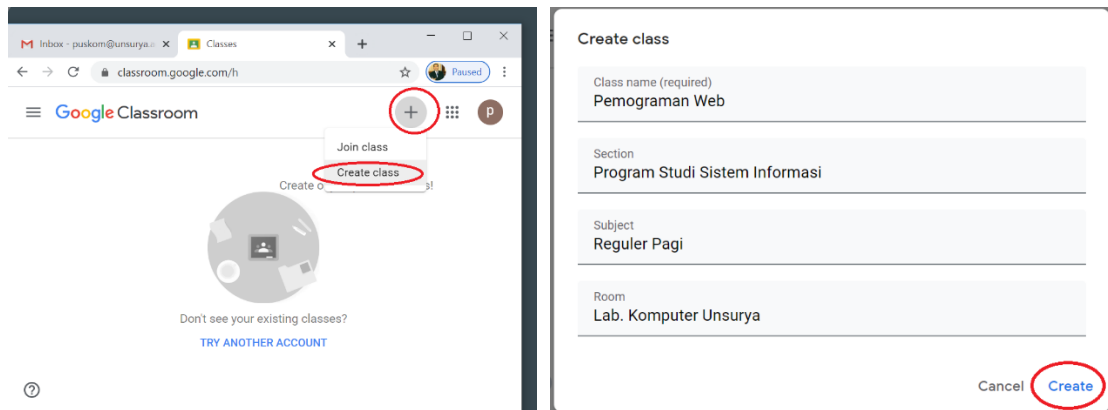 Inbox - puskom@unsurya.a
Classes
classroom.google.com/h
Paused
Google Classroom
p
Join class
Create class
Create o
s!
Don't see your existing classes?
TRY ANOTHER ACCOUNT
Create class
Class name (required)
Pemograman Web
Section
Program Studi Sistem Informasi
Subject
Reguler Pagi
Room
Lab. Komputer Unsurya
Cancel
Create